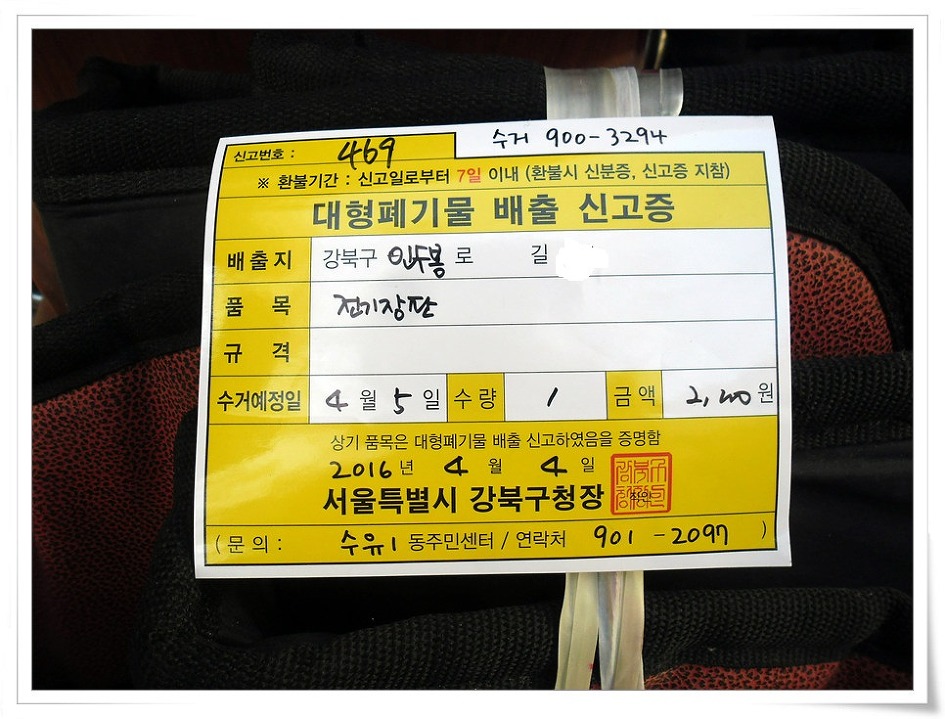 신고번호 : 469
수거 900-3294
※ 환불기간 : 신고일로부터 7일 이내 (환불시 신분증, 신고증 지참)
대형폐기물 배출 신고증
배출지 강북구 인수봉 로 길
품 목 전기장판
규 격
수거예정일 4 월 5 일 수량 1 금액 2,200 원
상기 품목은 대형폐기물 배출 신고하였음을 증명함
2016 년 4 월 4 일
서울특별시 강북구청장
( 문 의 : 수유1 동주민센터 / 연락처 901 - 2097 )